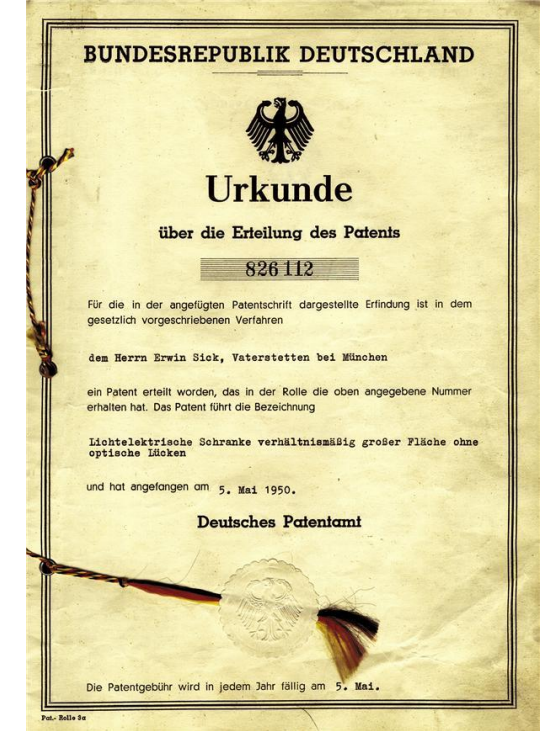 BUNDESREPUBLIK DEUTSCHLAND
Urkunde
über die Erteilung des Patents
826 112
Für die in der angefügten Patentschrift dargestellte Erfindung ist in dem
gesetzlich vorgeschriebenen Verfahren
dem Herrn Erwin Sick, Vaterstetten bei München
ein Patent erteilt worden, das in der Rolle die oben angegebene Nummer
erhalten hat. Das Patent führt die Bezeichnung
Lichtelektrische Schranke verhältnismäßig großer Fläche ohne
optische Lücken
und hat angefangen am 5. Mai 1950.
Deutsches Patentamt
Die Patentgebühr wird in jedem Jahr fällig am 5. Mai.
Pat.- Rolle 3a